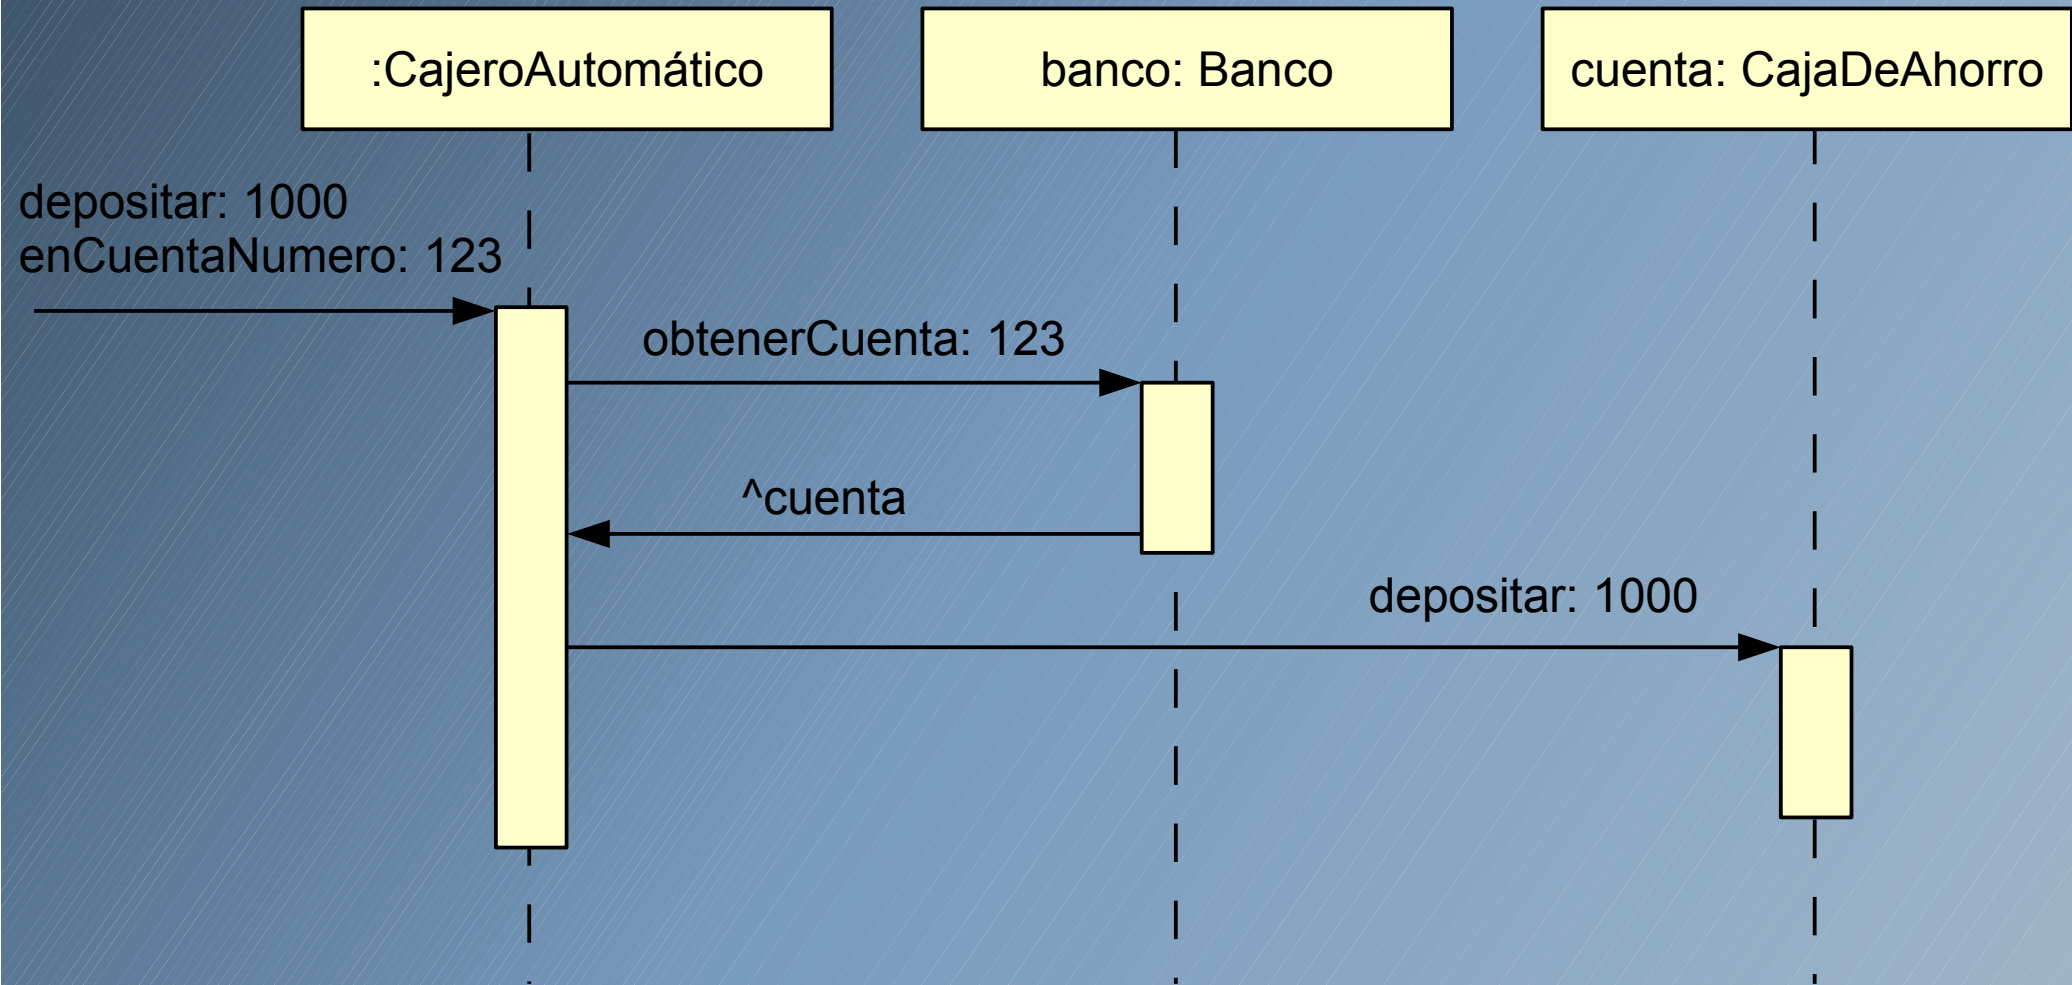 :CajeroAutomático
banco: Banco
cuenta: CajaDeAhorro
depositar: 1000
enCuentaNumero: 123
obtenerCuenta: 123
^cuenta
depositar: 1000